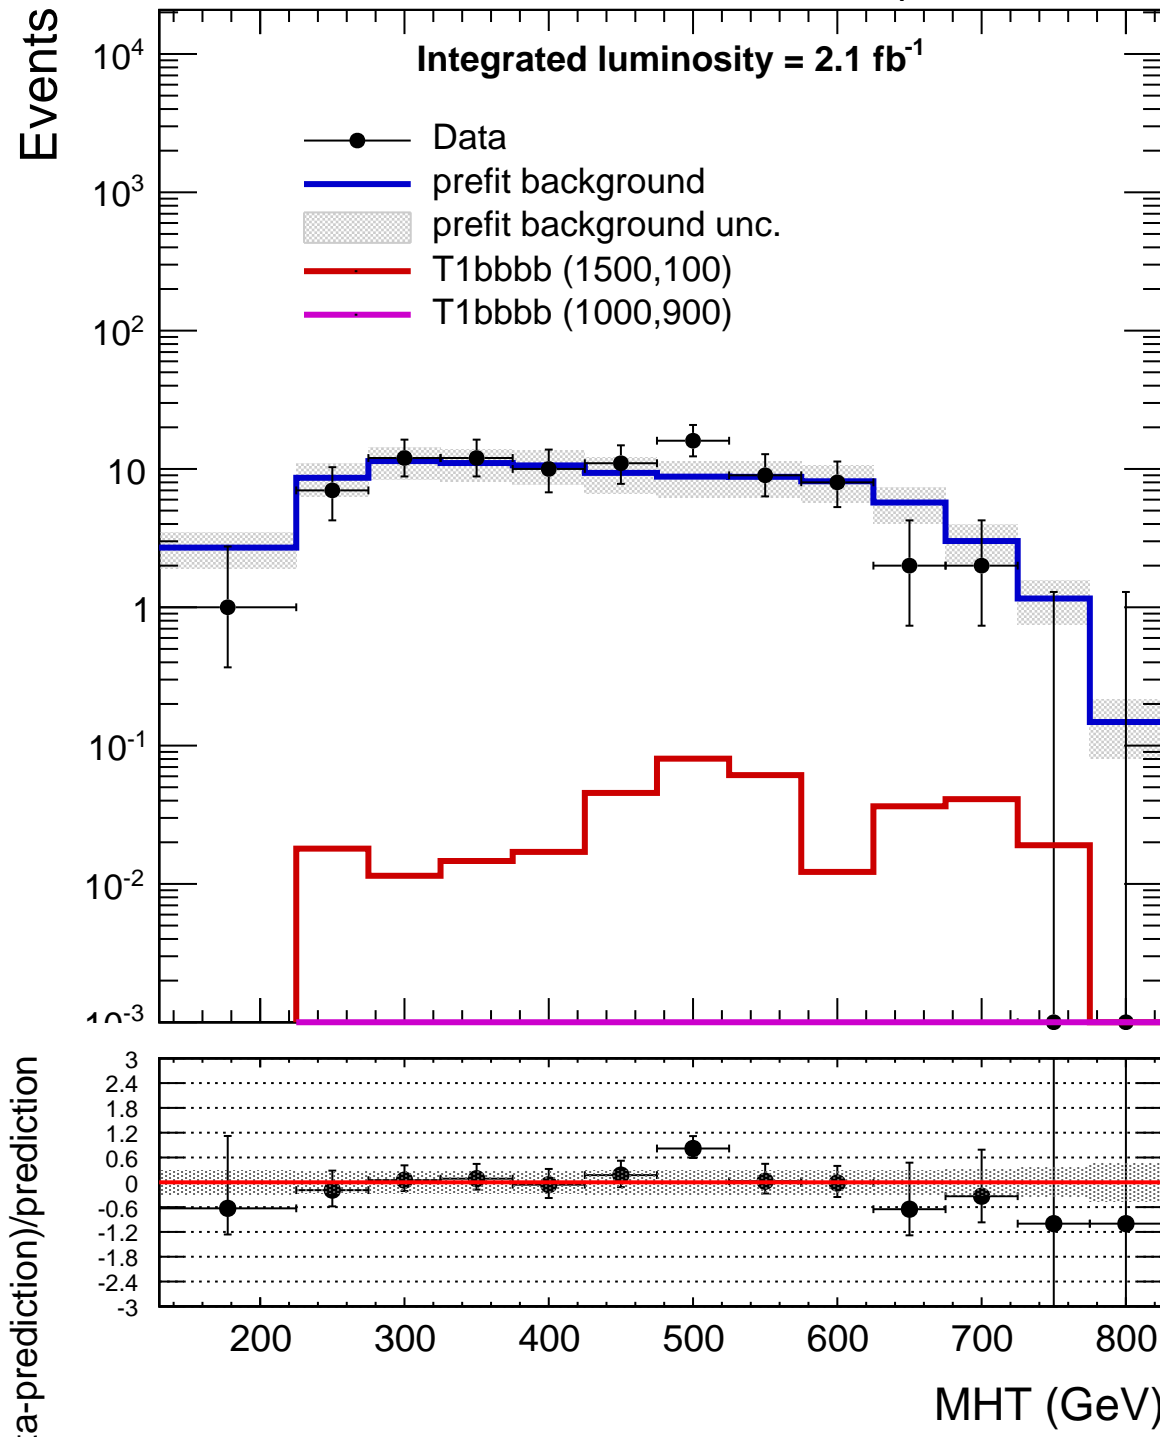 Events
Integrated luminosity = 2.1 fb⁻¹
Data
prefit background
prefit background unc.
T1bbbb (1500,100)
T1bbbb (1000,900)
10⁴
10³
10²
10
1
10⁻¹
10⁻²
10⁻³
3
2.4
1.8
1.2
0.6
0
-0.6
-1.2
-1.8
-2.4
-3
ta-prediction)/prediction
200 300 400 500 600 700 800
MHT (GeV)